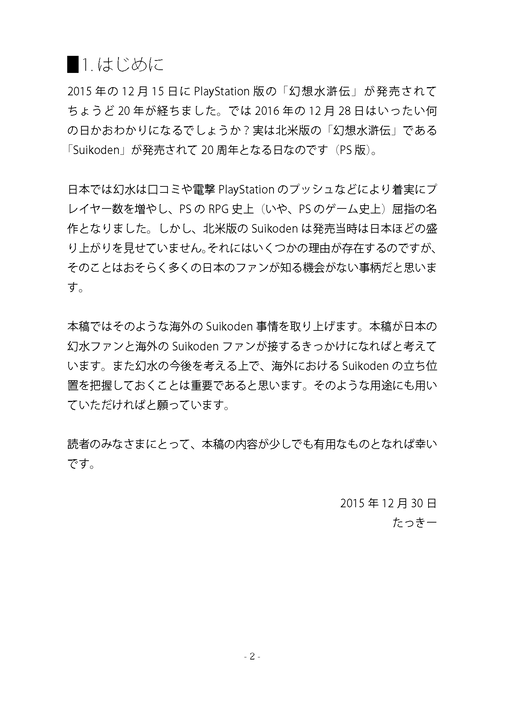 ■1. はじめに
2015 年の 12 月 15 日に PlayStation 版の「幻想水滸伝」が発売されて
ちょうど 20 年が経ちました。では 2016 年の 12 月 28 日はいったい何
の日かおわかりになるでしょうか？実は北米版の「幻想水滸伝」である
「Suikoden」が発売されて 20 周年となる日なのです（PS 版）。
日本では幻水は口コミや電撃 PlayStation のプッシュなどにより着実にプ
レイヤー数を増やし、PS の RPG 史上（いや、PS のゲーム史上）屈指の名
作となりました。しかし、北米版の Suikoden は発売当時は日本ほどの盛
り上がりを見せていません。それにはいくつかの理由が存在するのですが、
そのことはおそらく多くの日本のファンが知る機会がない事柄だと思いま
す。
本稿ではそのような海外の Suikoden 事情を取り上げます。本稿が日本の
幻水ファンと海外の Suikoden ファンが接するきっかけになればと考えて
います。また幻水の今後を考える上で、海外における Suikoden の立ち位
置を把握しておくことは重要であると思います。そのような用途にも用い
ていただければと願っています。
読者のみなさまにとって、本稿の内容が少しでも有用なものとなれば幸い
です。
2015 年 12 月 30 日
たっきー
- 2 -